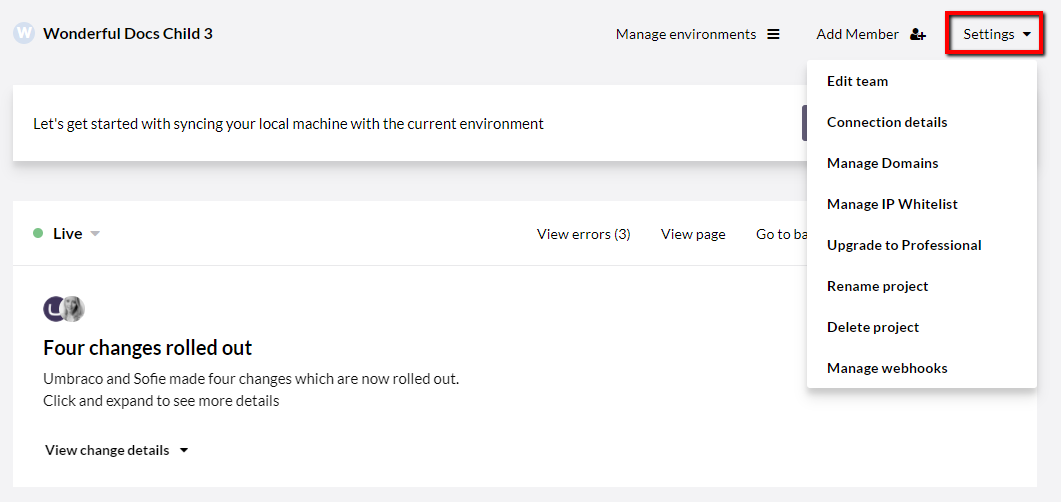 W Wonderful Docs Child 3
Manage environments
Add Member
Settings
Edit team
Connection details
Manage Domains
Manage IP Whitelist
Upgrade to Professional
Rename project
Delete project
Manage webhooks
Let's get started with syncing your local machine with the current environment
Live
View errors (3)
View page
Go to ba
Four changes rolled out
Umbraco and Sofie made four changes which are now rolled out.
Click and expand to see more details
View change details